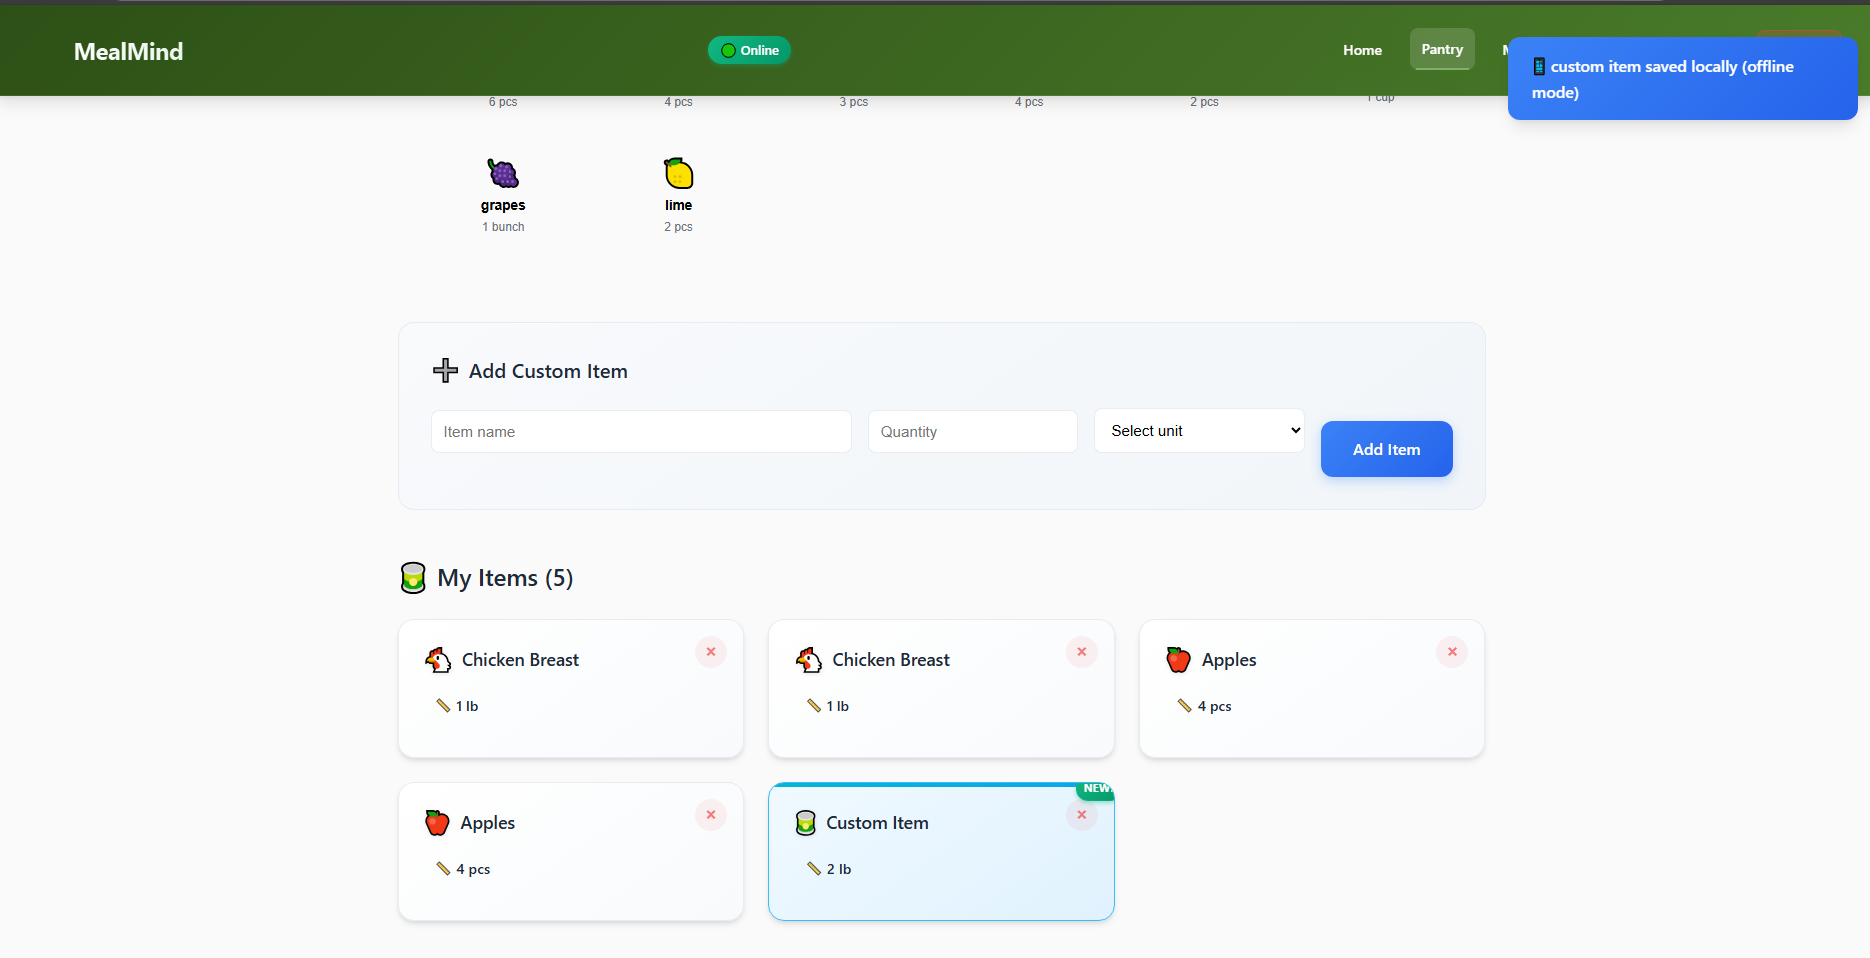 MealMind
Online
Home
Pantry
custom item saved locally (offline
mode)
6 pcs
4 pcs
3 pcs
4 pcs
2 pcs
1 cup
grapes
1 bunch
lime
2 pcs
Add Custom Item
Item name
Quantity
Select unit
Add Item
My Items (5)
Chicken Breast
1 lb
Chicken Breast
1 lb
Apples
4 pcs
Apples
4 pcs
NEW
Custom Item
2 lb